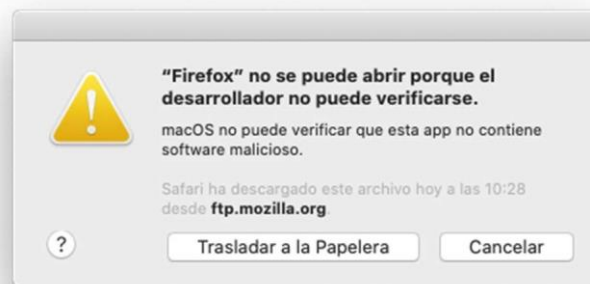 “Firefox” no se puede abrir porque el
desarrollador no puede verificarse.
macOS no puede verificar que esta app no contiene
software malicioso.
Safari ha descargado este archivo hoy a las 10:28
desde ftp.mozilla.org.
?
Trasladar a la Papelera
Cancelar